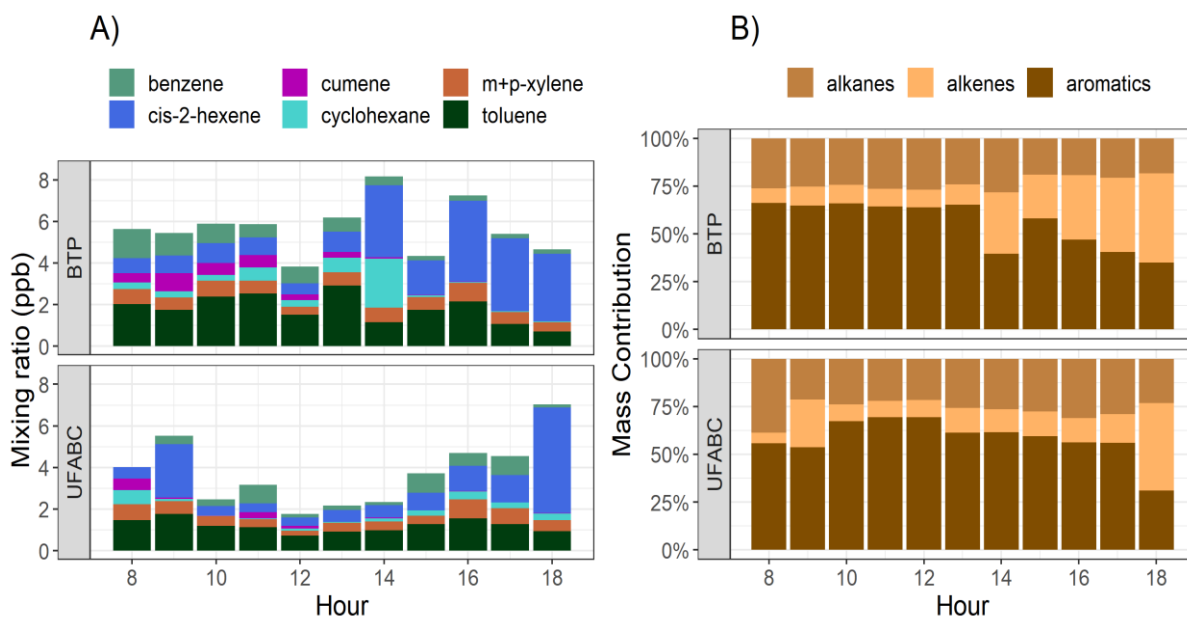 A)
benzene cumene m+p-xylene
cis-2-hexene cyclohexane toluene
Mixing ratio (ppb)
BTP
8
6
4
2
0
UFABC
8
6
4
2
0
8 10 12 14 16 18
Hour
B)
alkanes alkenes aromatics
Mass Contribution
BTP
100%
75%
50%
25%
0%
UFABC
100%
75%
50%
25%
0%
8 10 12 14 16 18
Hour